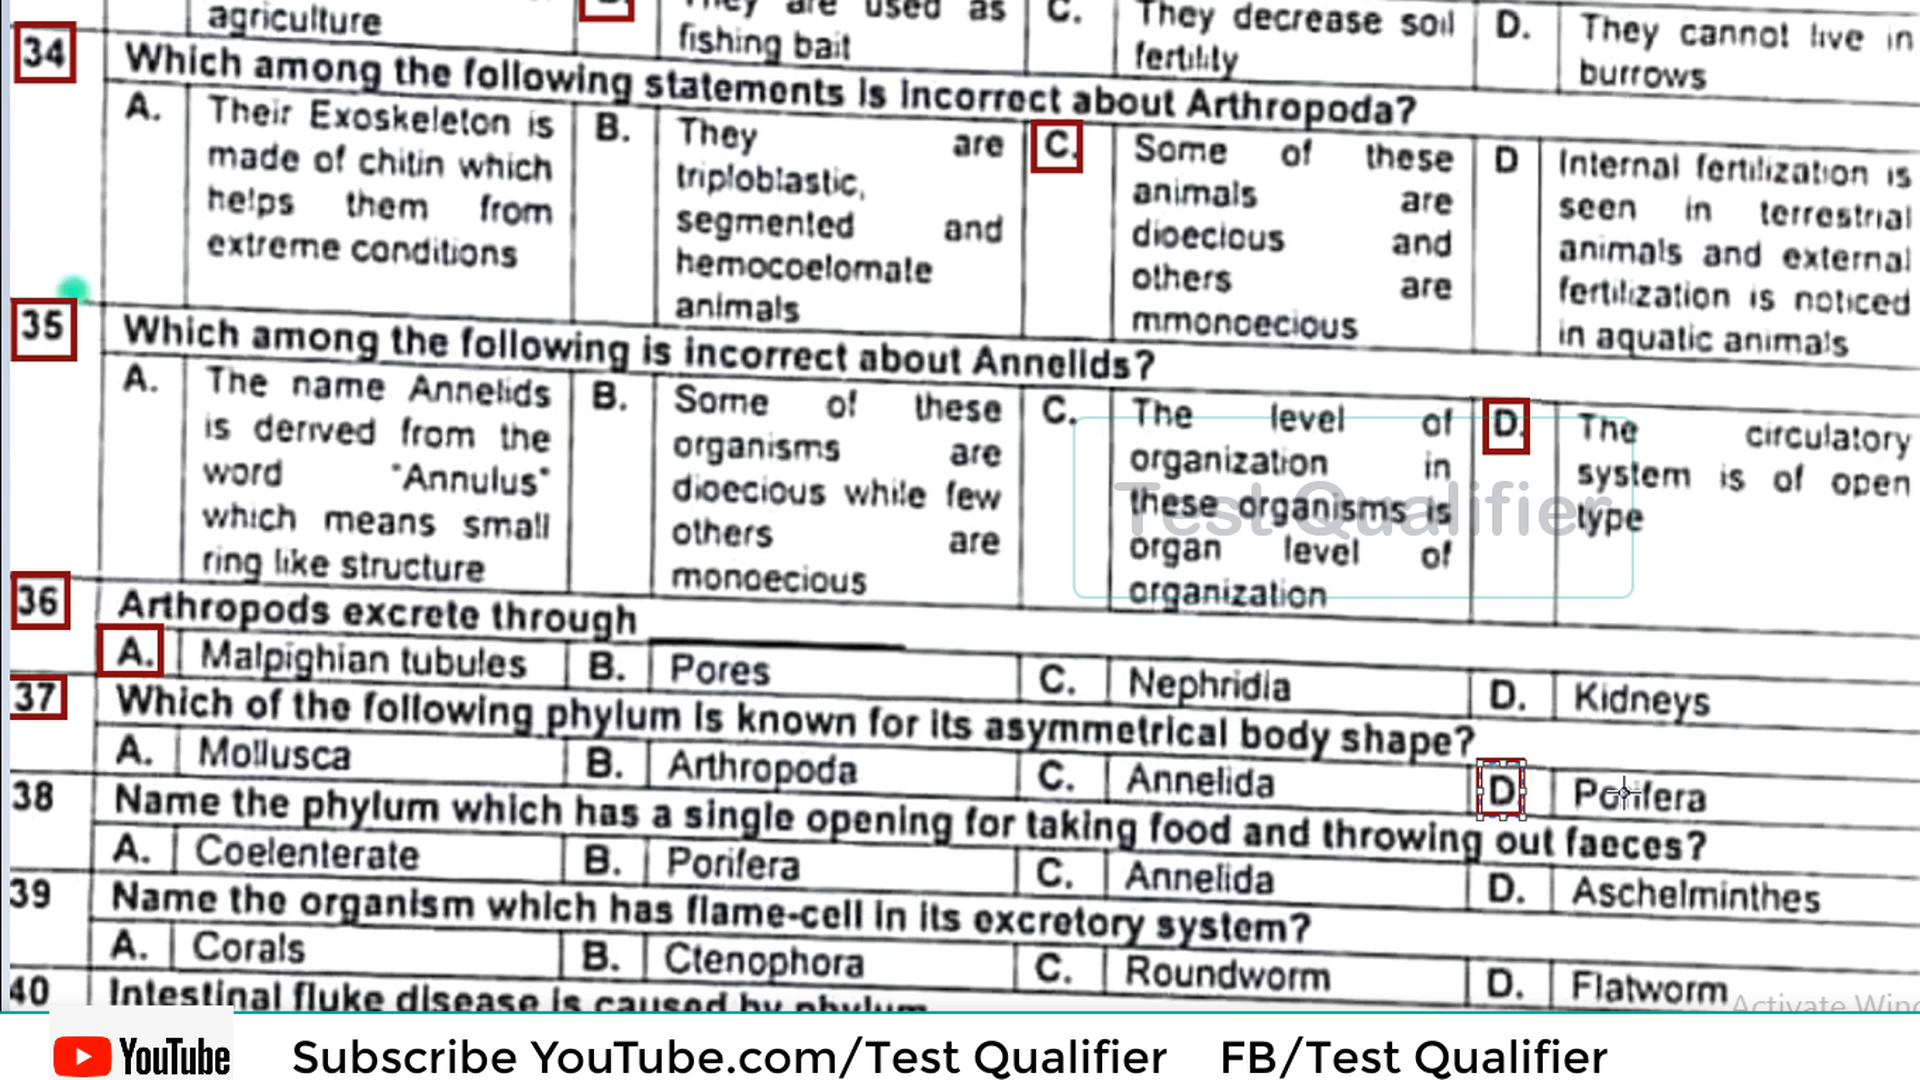 agriculture
They are used as
fishing bait
C.
They decrease soil
fertility
D.
They cannot live in
burrows
34
Which among the following statements is incorrect about Arthropoda?
A.
Their Exoskeleton is
made of chitin which
helps them from
extreme conditions
B.
They are
triploblastic,
segmented and
hemocoelomate
animals
C.
Some of these
animals are
dioecious and
others are
mmonoecious
D
Internal fertilization is
seen in terrestrial
animals and external
fertilization is noticed
in aquatic animals
35
Which among the following is incorrect about Annelids?
A.
The name Annelids
is derived from the
word "Annulus"
which means small
ring like structure
B.
Some of these
organisms are
dioecious while few
others are
monoecious
C.
The level of
organization in
these organisms is
organ level of
organization
D.
The circulatory
system is of open
type
Test Qualifier
36
Arthropods excrete through
A.
Malpighian tubules
B.
Pores
C.
Nephridia
D.
Kidneys
37
Which of the following phylum is known for its asymmetrical body shape?
A.
Mollusca
B.
Arthropoda
C.
Annelida
D
Porifera
38
Name the phylum which has a single opening for taking food and throwing out faeces?
A.
Coelenterate
B.
Porifera
C.
Annelida
D.
Aschelminthes
39
Name the organism which has flame-cell in its excretory system?
A.
Corals
B.
Ctenophora
C.
Roundworm
D.
Flatworm
40
Intestinal fluke disease is caused by phylum
Activate Win
YouTube
Subscribe YouTube.com/Test Qualifier FB/Test Qualifier